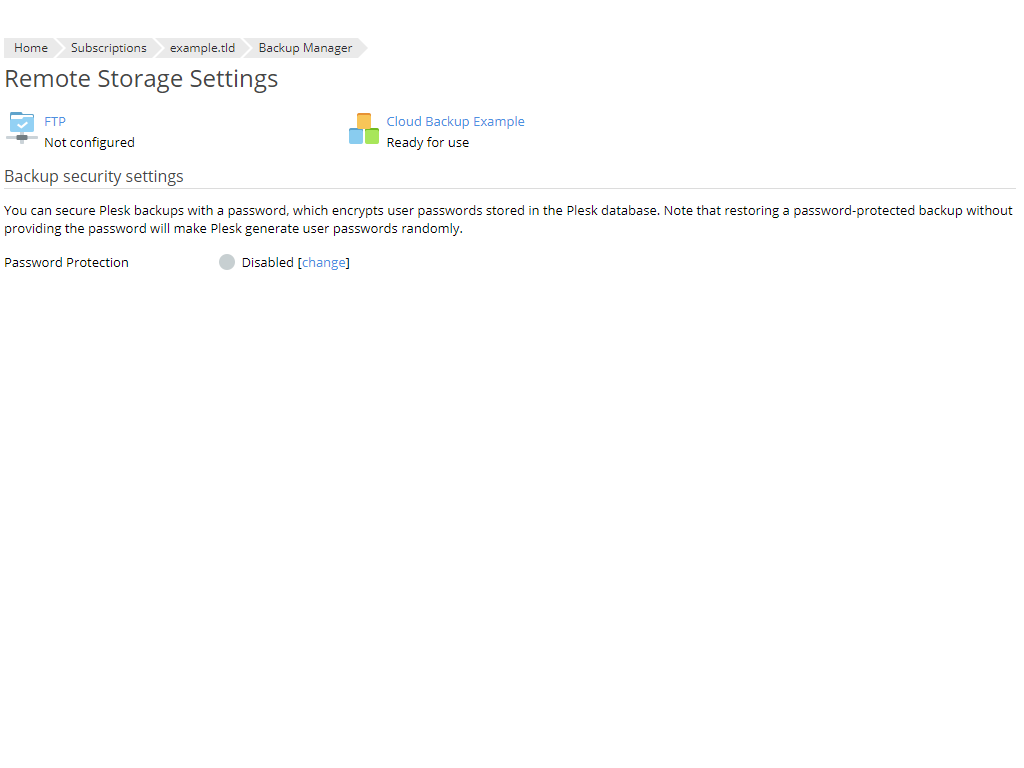 Home Subscriptions example.tld Backup Manager
Remote Storage Settings
FTP Cloud Backup Example
Not configured Ready for use
Backup security settings
You can secure Plesk backups with a password, which encrypts user passwords stored in the Plesk database. Note that restoring a password-protected backup without
providing the password will make Plesk generate user passwords randomly.
Password Protection Disabled [change]